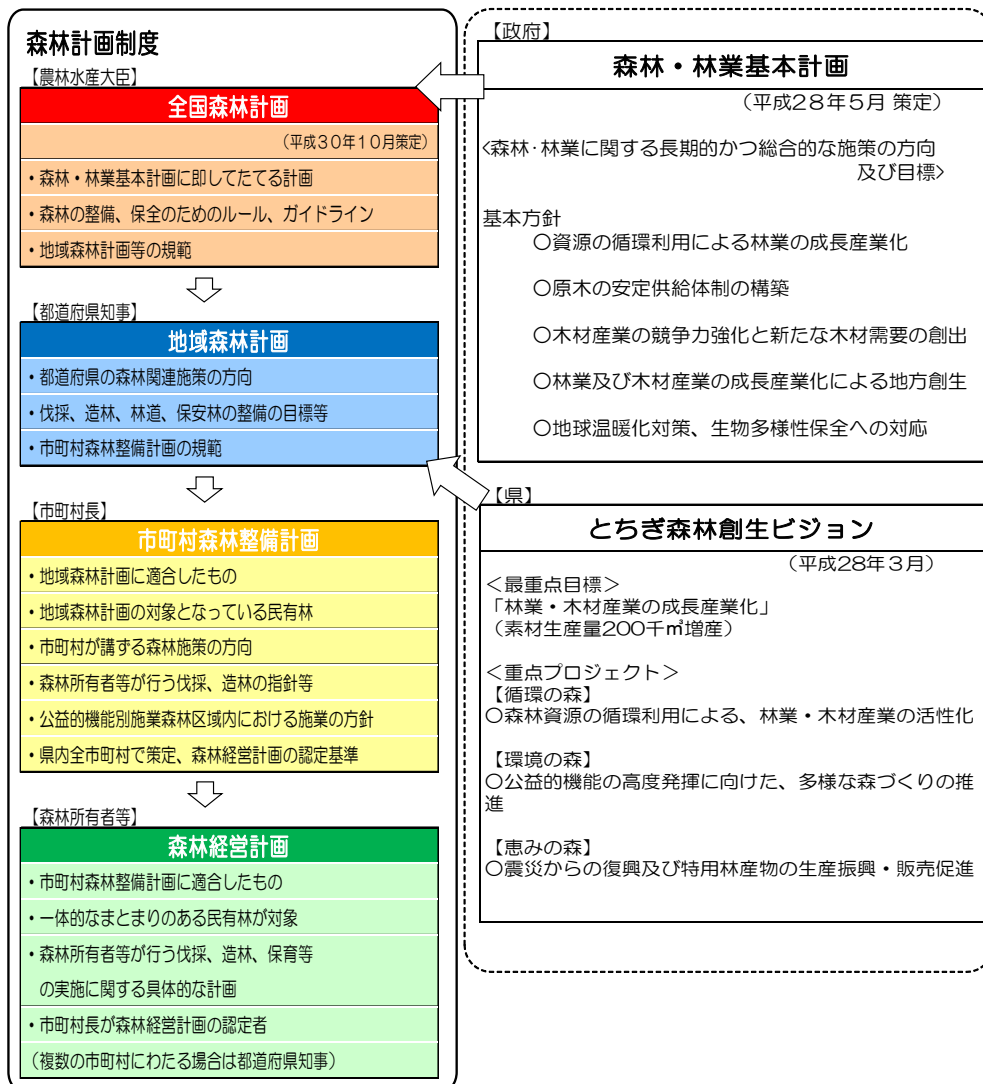 森林計画制度
【農林水産大臣】
全国森林計画
(平成30年10月策定)
・森林・林業基本計画に即してたてる計画
・森林の整備、保全のためのルール、ガイドライン
・地域森林計画等の規範
【都道府県知事】
地域森林計画
・都道府県の森林関連施策の方向
・伐採、造林、林道、保安林の整備の目標等
・市町村森林整備計画の規範
【市町村長】
市町村森林整備計画
・地域森林計画に適合したもの
・地域森林計画の対象となっている民有林
・市町村が講ずる森林施策の方向
・森林所有者等が行う伐採、造林の指針等
・公益的機能別施業森林区域内における施業の方針
・県内全市町村で策定、森林経営計画の認定基準
【森林所有者等】
森林経営計画
・市町村森林整備計画に適合したもの
・一体的なまとまりのある民有林が対象
・森林所有者等が行う伐採、造林、保育等
の実施に関する具体的な計画
・市町村長が森林経営計画の認定者
(複数の市町村にわたる場合は都道府県知事)
【政府】
森林・林業基本計画
(平成28年5月 策定)
<森林・林業に関する長期的かつ総合的な施策の方向
及び目標>
基本方針
○資源の循環利用による林業の成長産業化
○原木の安定供給体制の構築
○木材産業の競争力強化と新たな木材需要の創出
○林業及び木材産業の成長産業化による地方創生
○地球温暖化対策、生物多様性保全への対応
【県】
とちぎ森林創生ビジョン
(平成28年3月)
<最重点目標>
「林業・木材産業の成長産業化」
(素材生産量200千㎥増産)
<重点プロジェクト>
【循環の森】
○森林資源の循環利用による、林業・木材産業の活性化
【環境の森】
○公益的機能の高度発揮に向けた、多様な森づくりの推
進
【恵みの森】
○震災からの復興及び特用林産物の生産振興・販売促進